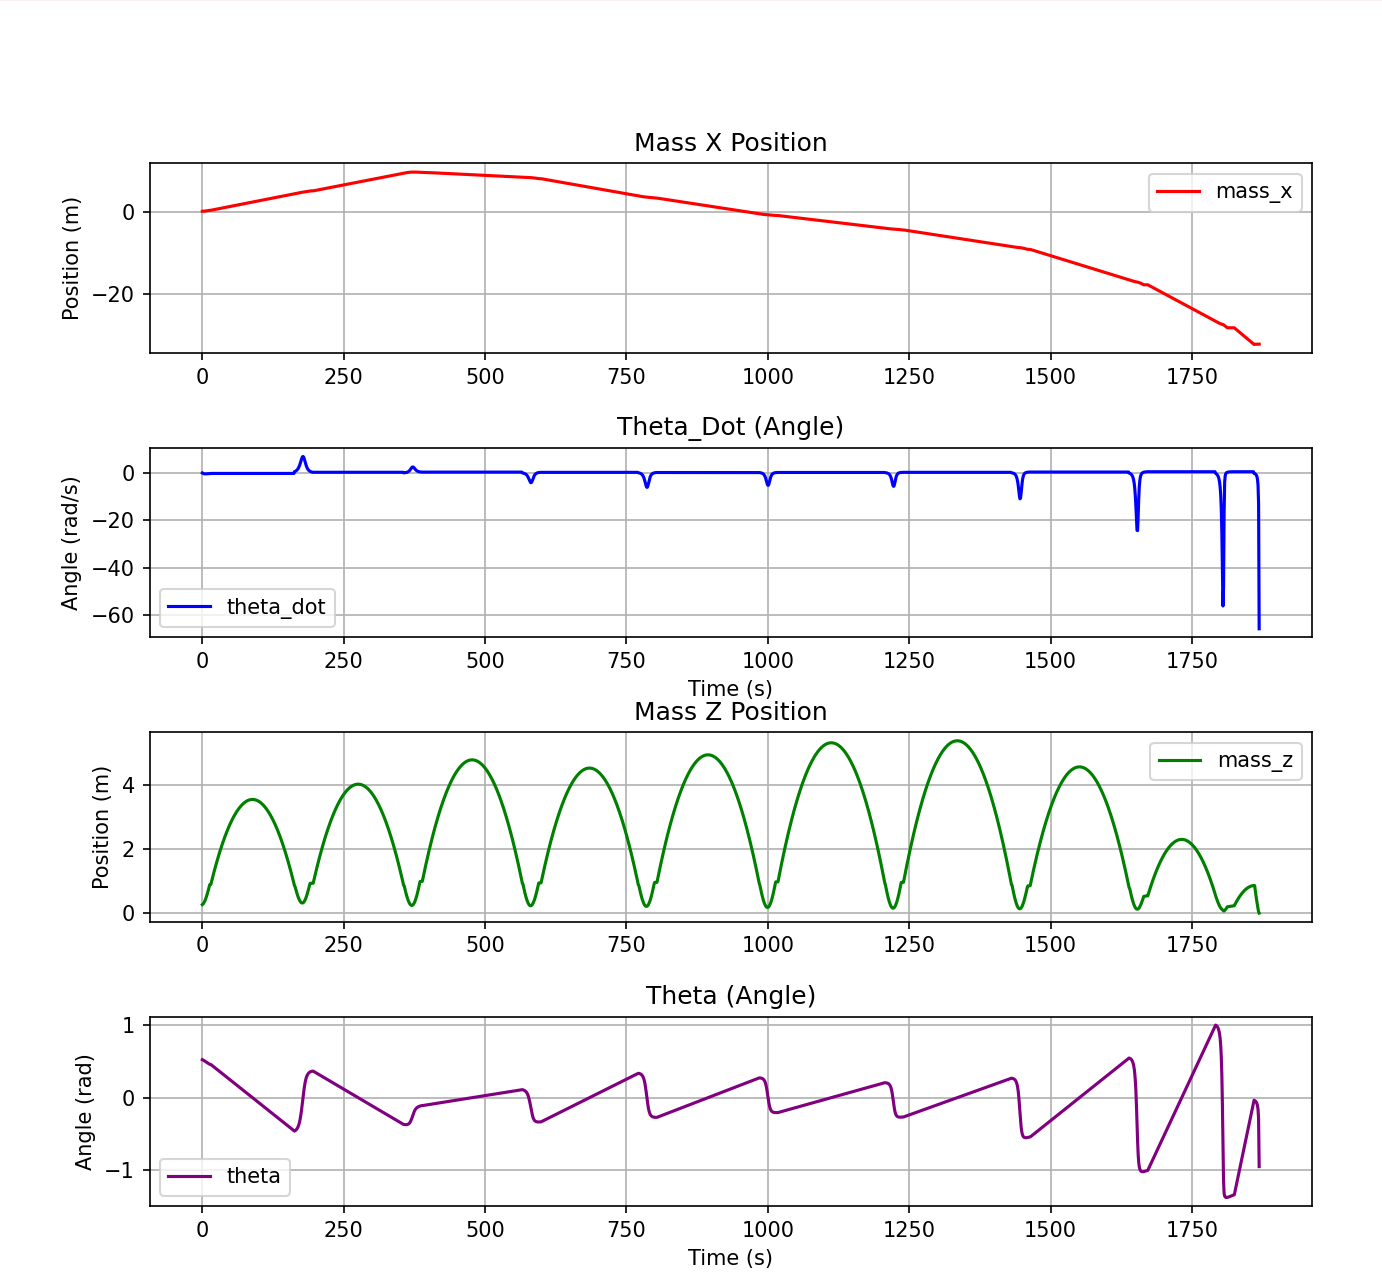 Mass X Position
Position (m)
0
−20
mass_x
0 250 500 750 1000 1250 1500 1750
Theta_Dot (Angle)
Angle (rad/s)
0
−20
−40
−60
theta_dot
0 250 500 750 1000 1250 1500 1750
Time (s)
Mass Z Position
Position (m)
4
2
0
mass_z
0 250 500 750 1000 1250 1500 1750
Theta (Angle)
Angle (rad)
1
0
−1
theta
0 250 500 750 1000 1250 1500 1750
Time (s)